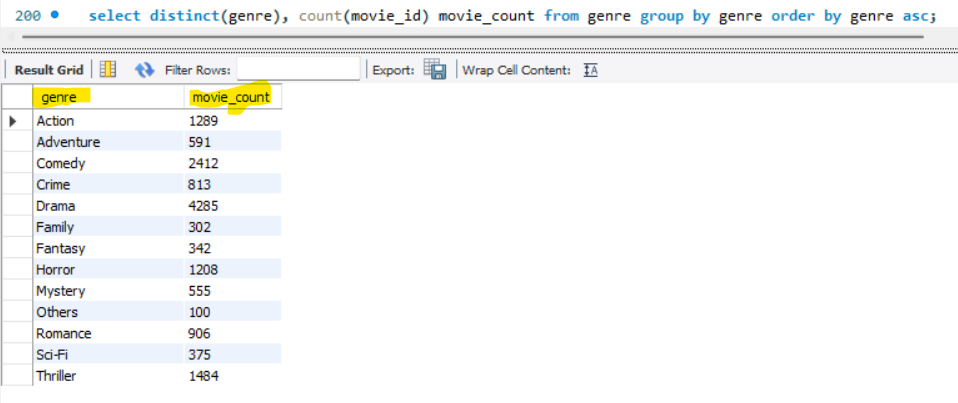 200 select distinct(genre), count(movie_id) movie_count from genre group by genre order by genre asc;
Result Grid Filter Rows: Export: Wrap Cell Content: IA
genre movie_count
Action 1289
Adventure 591
Comedy 2412
Crime 813
Drama 4285
Family 302
Fantasy 342
Horror 1208
Mystery 555
Others 100
Romance 906
Sci-Fi 375
Thriller 1484